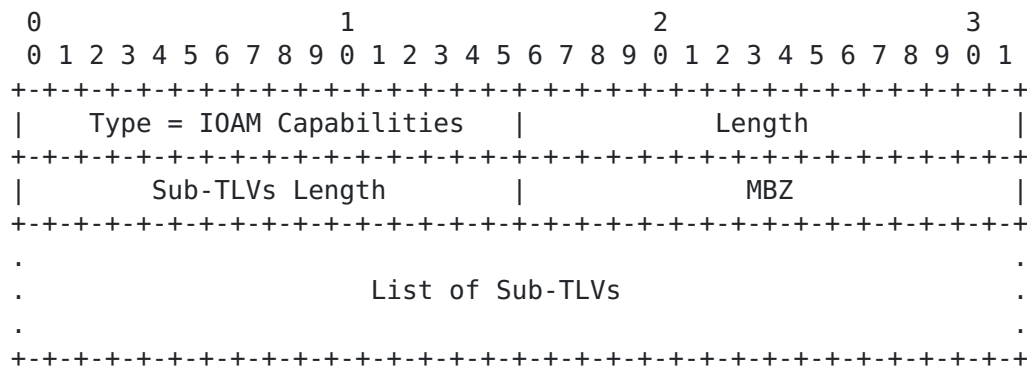 0                   1                   2                   3
 0 1 2 3 4 5 6 7 8 9 0 1 2 3 4 5 6 7 8 9 0 1 2 3 4 5 6 7 8 9 0 1
+-+-+-+-+-+-+-+-+-+-+-+-+-+-+-+-+-+-+-+-+-+-+-+-+-+-+-+-+-+-+-+-+
|    Type = IOAM Capabilities   |            Length             |
+-+-+-+-+-+-+-+-+-+-+-+-+-+-+-+-+-+-+-+-+-+-+-+-+-+-+-+-+-+-+-+-+
|        Sub-TLVs Length        |              MBZ              |
+-+-+-+-+-+-+-+-+-+-+-+-+-+-+-+-+-+-+-+-+-+-+-+-+-+-+-+-+-+-+-+-+
.                                                               .
.                      List of Sub-TLVs                         .
.                                                               .
+-+-+-+-+-+-+-+-+-+-+-+-+-+-+-+-+-+-+-+-+-+-+-+-+-+-+-+-+-+-+-+-+